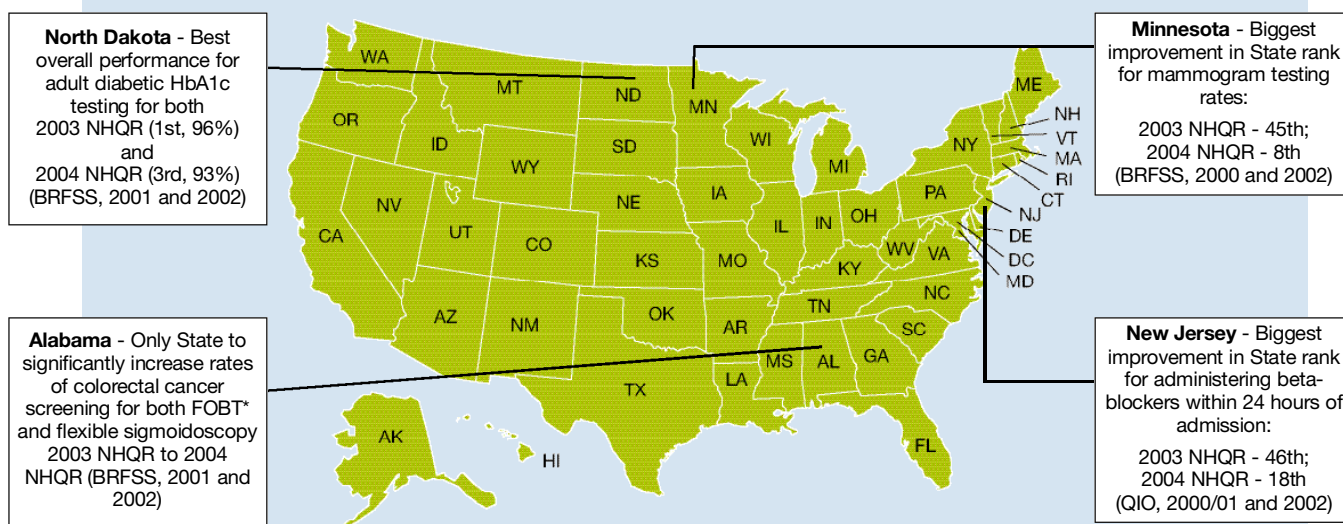 North Dakota - Best
overall performance for
adult diabetic HbA1c
testing for both
2003 NHQR (1st, 96%)
and
2004 NHQR (3rd, 93%)
(BRFSS, 2001 and 2002)
Minnesota - Biggest
improvement in State rank
for mammogram testing
rates:
2003 NHQR - 45th;
2004 NHQR - 8th
(BRFSS, 2000 and 2002)
Alabama - Only State to
significantly increase rates
of colorectal cancer
screening for both FOBT*
and flexible sigmoidoscopy
2003 NHQR to 2004
NHQR (BRFSS, 2001 and
2002)
New Jersey - Biggest
improvement in State rank
for administering beta-
blockers within 24 hours of
admission:
2003 NHQR - 46th;
2004 NHQR - 18th
(QIO, 2000/01 and 2002)
WA
MT
ND
MN
ME
OR
ID
SD
WI
MI
NY
NH
VT
MA
RI
CT
WY
NE
IA
PA
NJ
NV
UT
CO
IL
IN
OH
DE
DC
MD
CA
KS
MO
KY
WV
VA
AZ
NM
OK
AR
TN
NC
SC
TX
LA
MS
AL
GA
FL
AK
HI